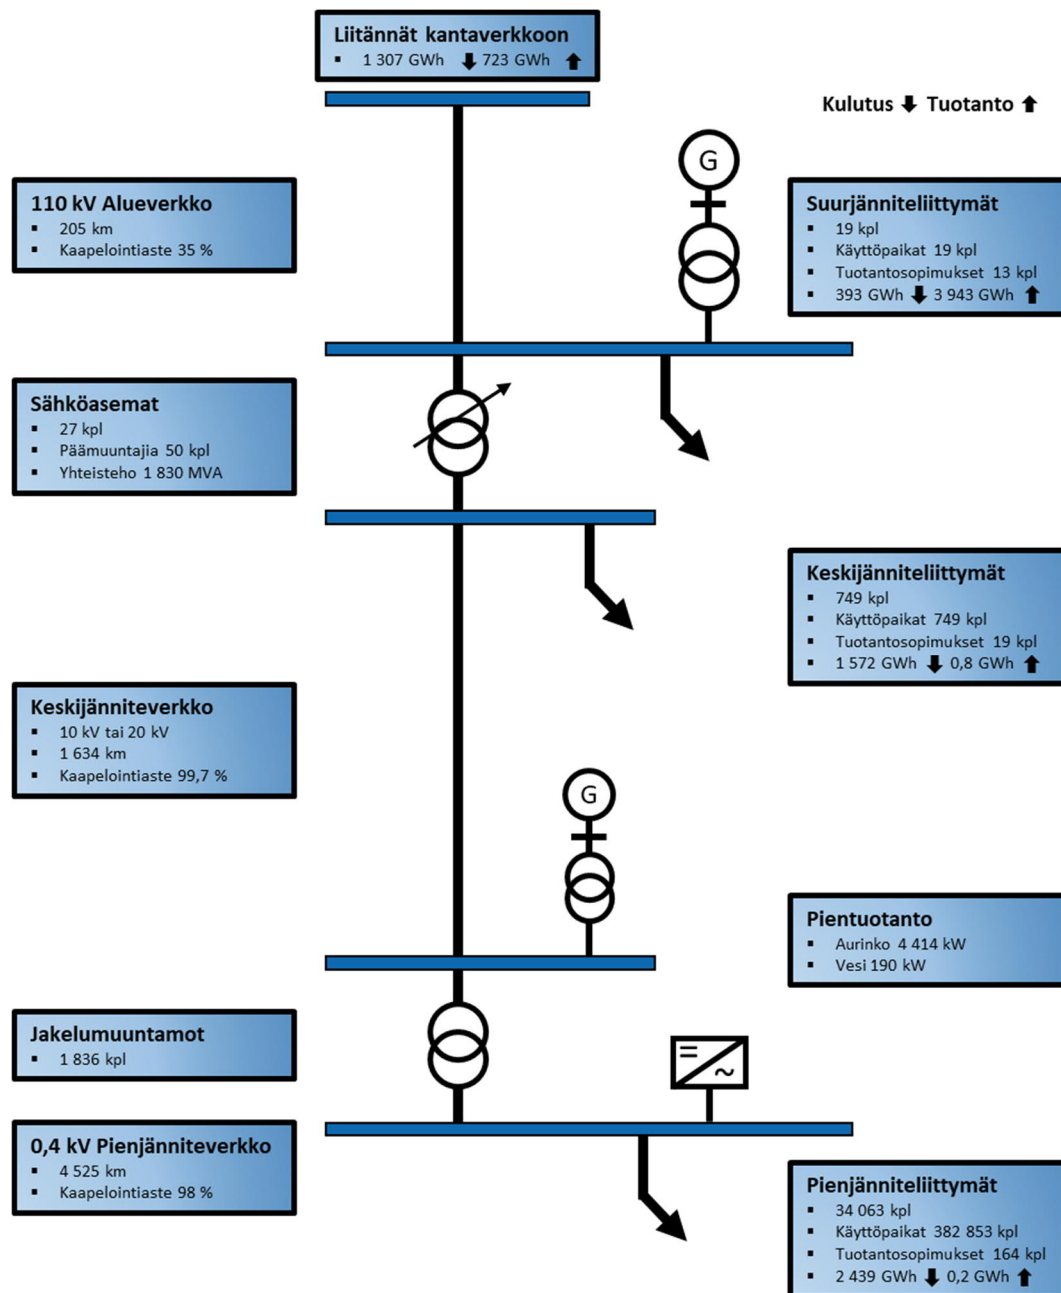 Liitännät kantaverkkoon
▪ 1 307 GWh 🡇 723 GWh 🡅
Kulutus 🡇 Tuotanto 🡅
G
110 kV Alueverkko
▪ 205 km
▪ Kaapelointiaste 35 %
Suurjänniteliittymät
▪ 19 kpl
▪ Käyttöpaikat 19 kpl
▪ Tuotantosopimukset 13 kpl
▪ 393 GWh 🡇 3 943 GWh 🡅
Sähköasemat
▪ 27 kpl
▪ Päämuuntajia 50 kpl
▪ Yhteisteho 1 830 MVA
Keskijänniteliittymät
▪ 749 kpl
▪ Käyttöpaikat 749 kpl
▪ Tuotantosopimukset 19 kpl
▪ 1 572 GWh 🡇 0,8 GWh 🡅
Keskijänniteverkko
▪ 10 kV tai 20 kV
▪ 1 634 km
▪ Kaapelointiaste 99,7 %
G
Pientuotanto
▪ Aurinko 4 414 kW
▪ Vesi 190 kW
Jakelumuuntamot
▪ 1 836 kpl
= ~
0,4 kV Pienjänniteverkko
▪ 4 525 km
▪ Kaapelointiaste 98 %
Pienjänniteliittymät
▪ 34 063 kpl
▪ Käyttöpaikat 382 853 kpl
▪ Tuotantosopimukset 164 kpl
▪ 2 439 GWh 🡇 0,2 GWh 🡅